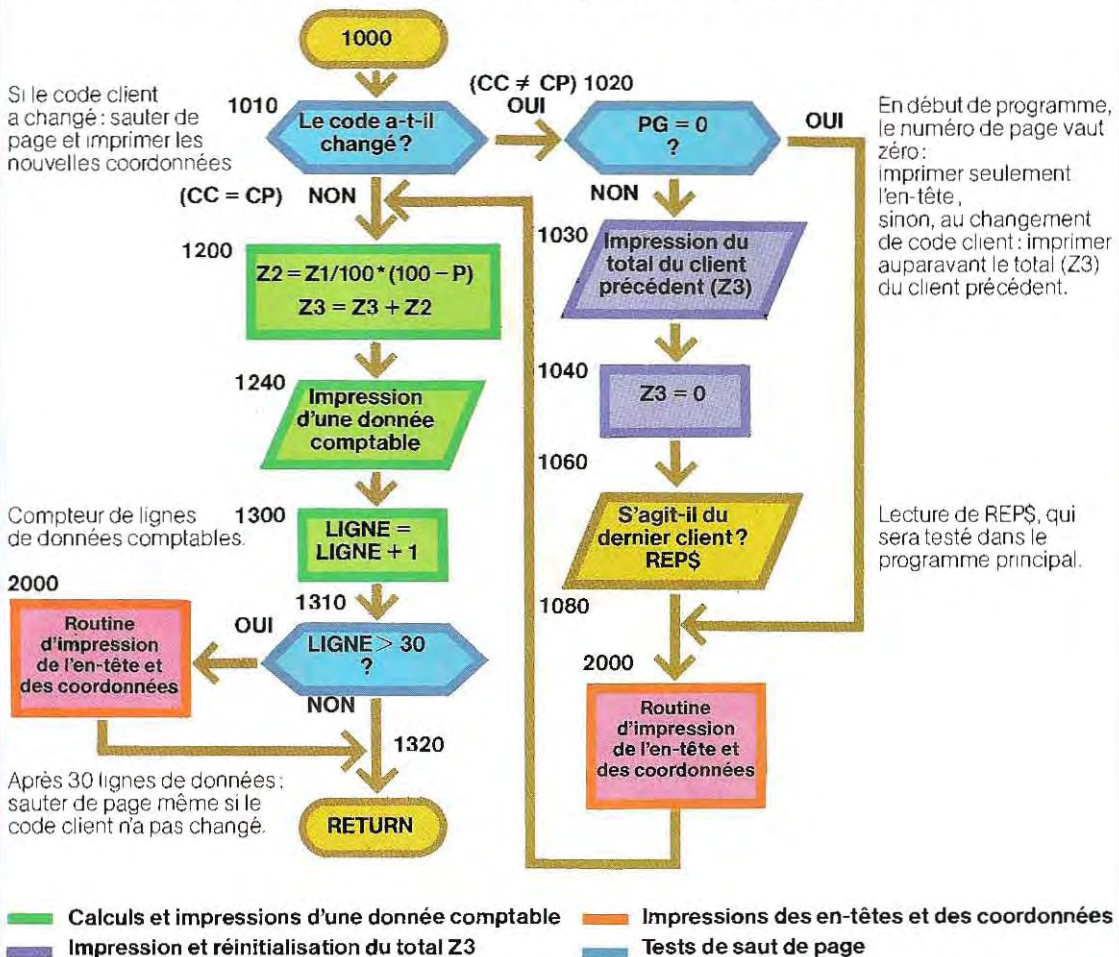 1000
Si le code client
a changé : sauter de
page et imprimer les
nouvelles coordonnées
1010
Le code a-t-il
changé ?
(CC ≠ CP) 1020
OUI
PG = 0
?
OUI
En début de programme,
le numéro de page vaut
zéro :
imprimer seulement
l'en-tête,
sinon, au changement
de code client : imprimer
auparavant le total (Z3)
du client précédent.
(CC = CP) NON
NON
1200
Z2 = Z1/100* (100 – P)
Z3 = Z3 + Z2
1030
Impression du
total du client
précédent (Z3)
1240
Impression
d'une donnée
comptable
1040
Z3 = 0
1060
S'agit-il du
dernier client ?
REP$
Lecture de REP$, qui
sera testé dans le
programme principal.
Compteur de lignes
de données comptables.
1300
LIGNE =
LIGNE + 1
1080
2000
Routine
d'impression
de l'en-tête et
des coordonnées
OUI
1310
LIGNE > 30
?
NON
2000
Routine
d'impression
de l'en-tête et
des coordonnées
1320
Après 30 lignes de données :
sauter de page même si le
code client n'a pas changé.
RETURN
Calculs et impressions d'une donnée comptable
Impressions des en-têtes et des coordonnées
Impression et réinitialisation du total Z3
Tests de saut de page